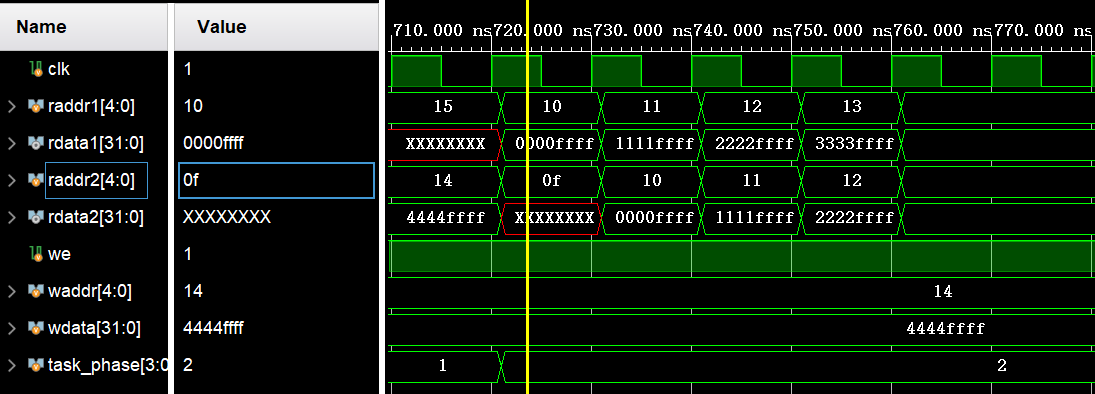 Name Value 710.000 ns 720.000 ns 730.000 ns 740.000 ns 750.000 ns 760.000 ns 770.000 ns
clk 1
raddr1[4:0] 10 15 10 11 12 13
rdata1[31:0] 0000ffff XXXXXXXX 0000ffff 1111ffff 2222ffff 3333ffff
raddr2[4:0] 0f 14 0f 10 11 12
rdata2[31:0] XXXXXXXX 4444ffff XXXXXXXX 0000ffff 1111ffff 2222ffff
we 1
waddr[4:0] 14 14
wdata[31:0] 4444ffff 4444ffff
task_phase[3:0 2 1 2